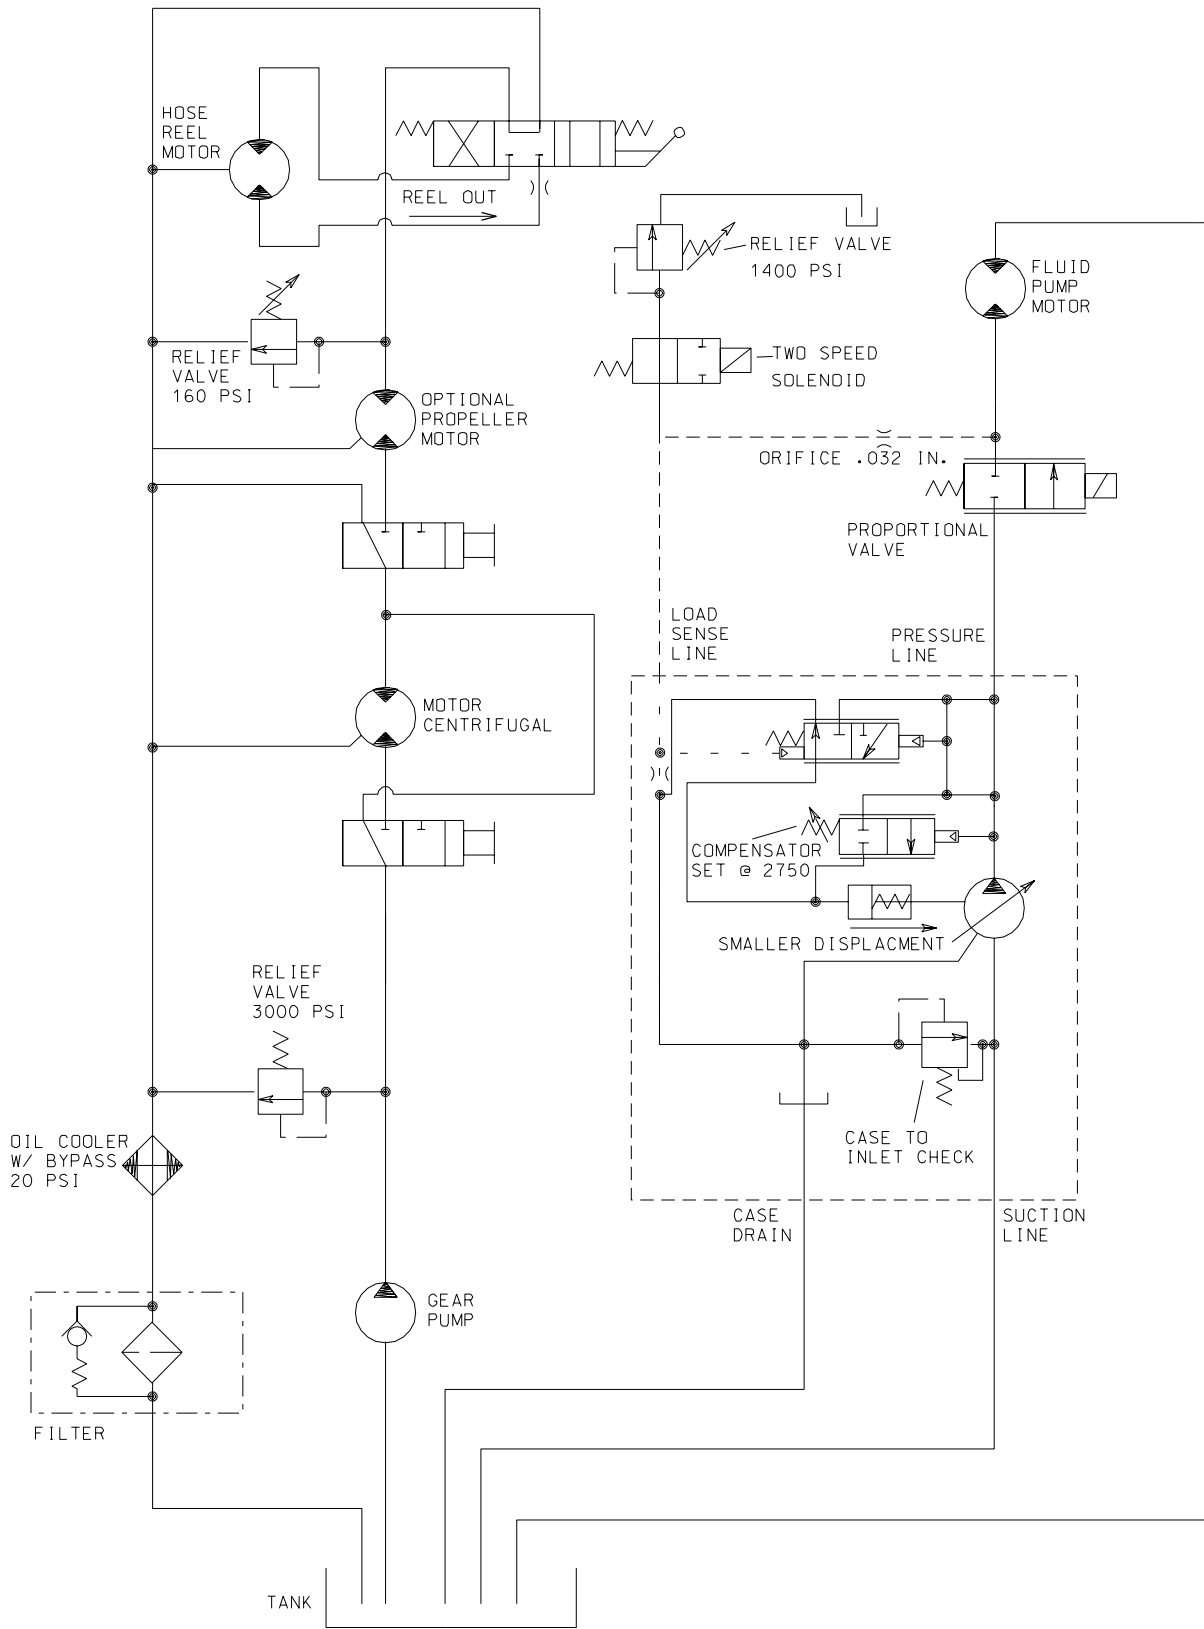 HOSE
REEL
MOTOR
REEL OUT
RELIEF VALVE
1400 PSI
FLUID
PUMP
MOTOR
RELIEF
VALVE
160 PSI
TWO SPEED
SOLENOID
OPTIONAL
PROPELLER
MOTOR
ORIFICE .032 IN.
PROPORTIONAL
VALVE
LOAD
SENSE
LINE
PRESSURE
LINE
MOTOR
CENTRIFUGAL
COMPENSATOR
SET @ 2750
SMALLER DISPLACMENT
RELIEF
VALVE
3000 PSI
OIL COOLER
W/ BYPASS
20 PSI
CASE TO
INLET CHECK
CASE
DRAIN
SUCTION
LINE
GEAR
PUMP
FILTER
TANK